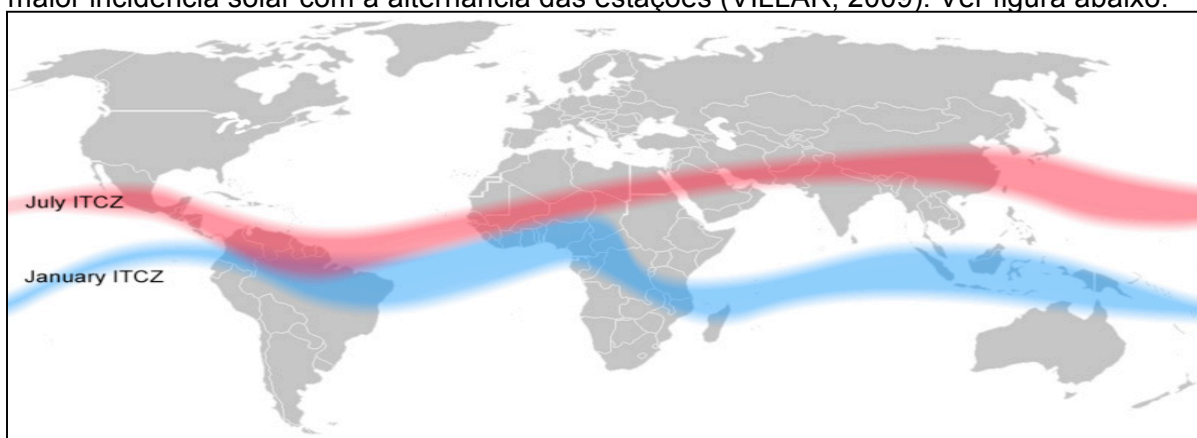 maior incidência solar com a alternância das estações (VILLAR, 2009). Ver figura abaixo.
July ITCZ
January ITCZ